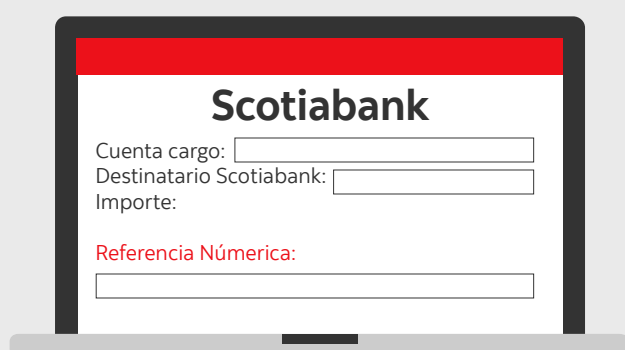 Scotiabank
Cuenta cargo:
Destinatario Scotiabank:
Importe:
Referencia Númerica: